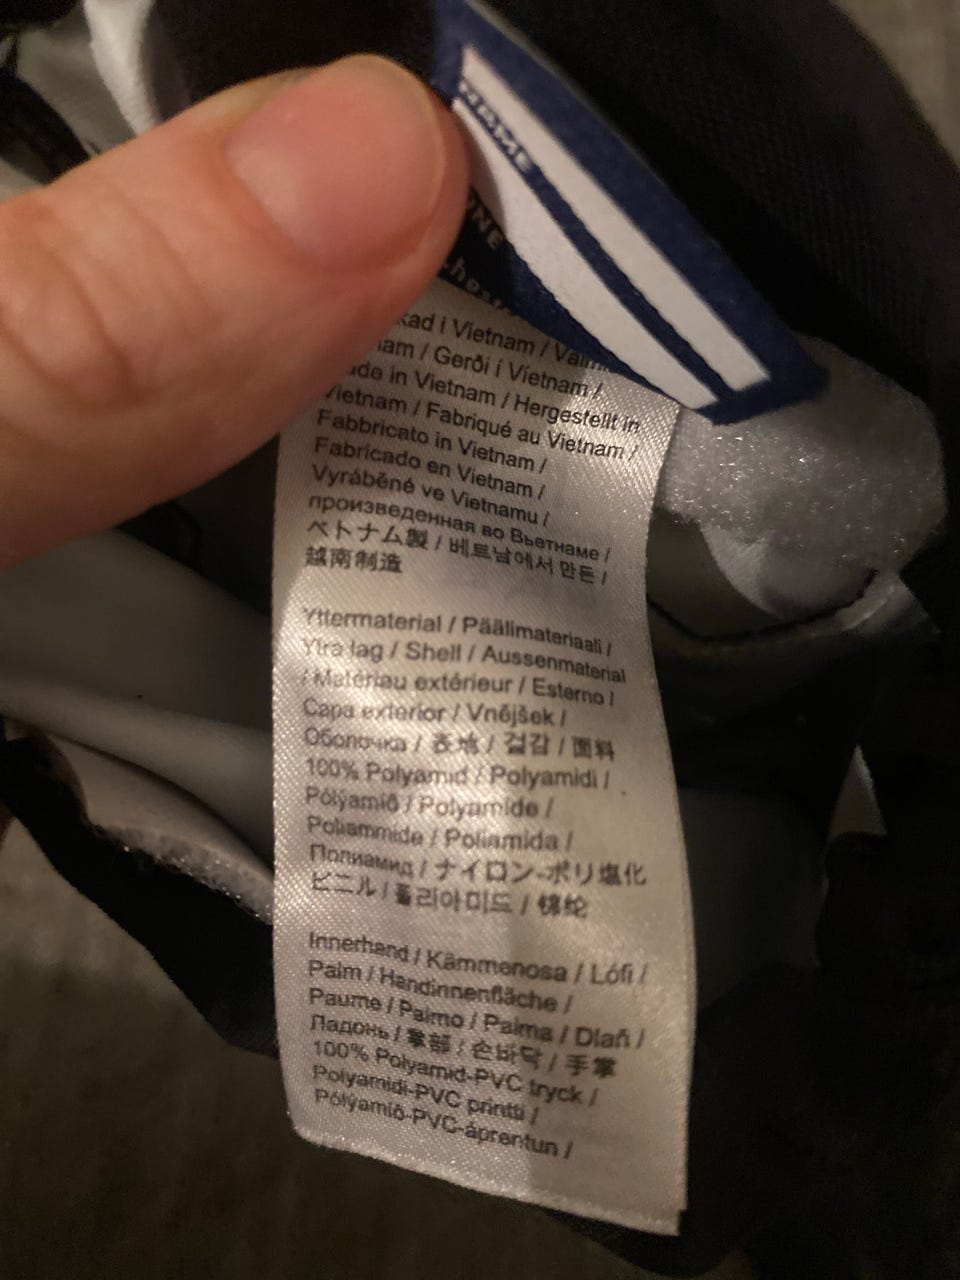 HOME
kad i Vietnam /
/ Gerði í Víetnam /
in Vietnam / Hergestellt in
Vietnam / Fabriqué au Vietnam /
Fabbricato in Vietnam /
Fabricado en Vietnam /
Vyráběné ve Vietnamu /
произведенная во Вьетнаме /
ベトナム製 / 베트남에서 만든 /
越南制造
Yttermaterial / Päälimateriaali /
Ytra lag / Shell / Aussenmaterial
/ Matériau extérieur / Esterno /
Capa exterior / Vnějšek /
Оболочка / 表地 / 겉감 / 面料
100% Polyamid / Polyamidi /
Pólýamíð / Polyamide /
Poliammide / Poliamida /
Полиамид / ナイロン-ポリ塩化
ビニル / 폴리아미드 / 锦纶
Innerhand / Kämmenosa / Lófi /
Palm / Handinnenfläche /
Paume / Palmo / Palma / Dlaň /
Ладонь / 掌部 / 손바닥 / 手掌
100% Polyamid-PVC tryck /
Polyamidi-PVC printti /
Pólýamíð-PVC-áprentun /